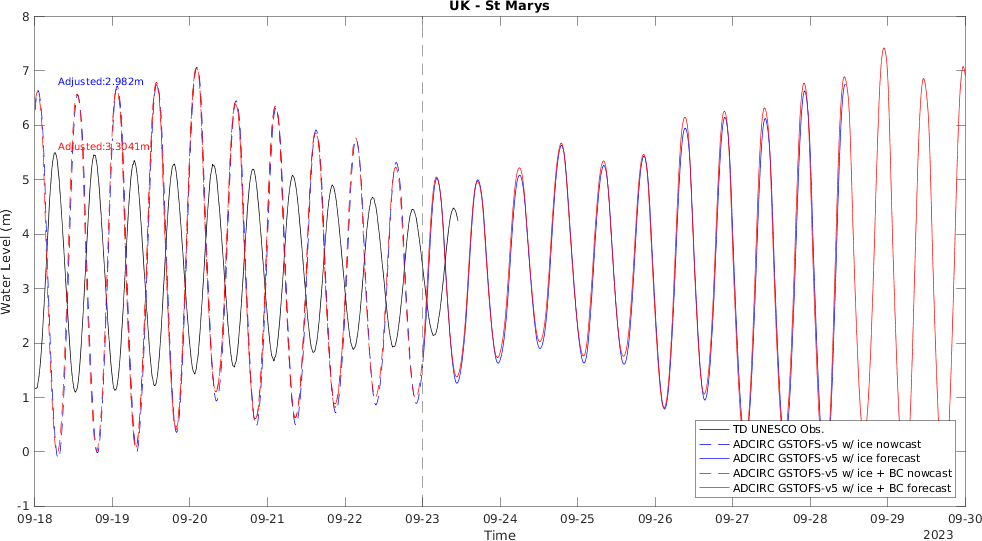 UK - St Marys
8
7
6
5
4
3
2
1
0
-1
Water Level (m)
Adjusted:2.982m
Adjusted:3.3041m
TD UNESCO Obs.
ADCIRC GSTOFS-v5 w/ ice nowcast
ADCIRC GSTOFS-v5 w/ ice forecast
ADCIRC GSTOFS-v5 w/ ice + BC nowcast
ADCIRC GSTOFS-v5 w/ ice + BC forecast
09-18 09-19 09-20 09-21 09-22 09-23 09-24 09-25 09-26 09-27 09-28 09-29 09-30
Time
2023